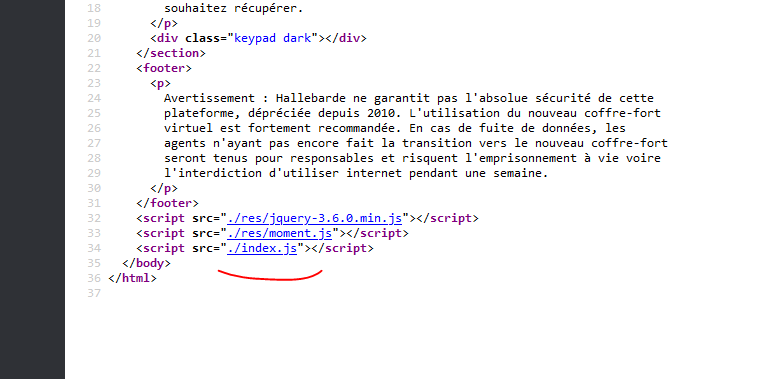 18 souhaitez récupérer.
19 </p>
20 <div class="keypad dark"></div>
21 </section>
22 <footer>
23 <p>
24 Avertissement : Hallebarde ne garantit pas l'absolue sécurité de cette
25 plateforme, dépréciée depuis 2010. L'utilisation du nouveau coffre-fort
26 virtuel est fortement recommandée. En cas de fuite de données, les
27 agents n'ayant pas encore fait la transition vers le nouveau coffre-fort
28 seront tenus pour responsables et risquent l'emprisonnement à vie voire
29 l'interdiction d'utiliser internet pendant une semaine.
30 </p>
31 </footer>
32 <script src="./res/jquery-3.6.0.min.js"></script>
33 <script src="./res/moment.js"></script>
34 <script src="./index.js"></script>
35 </body>
36 </html>
37